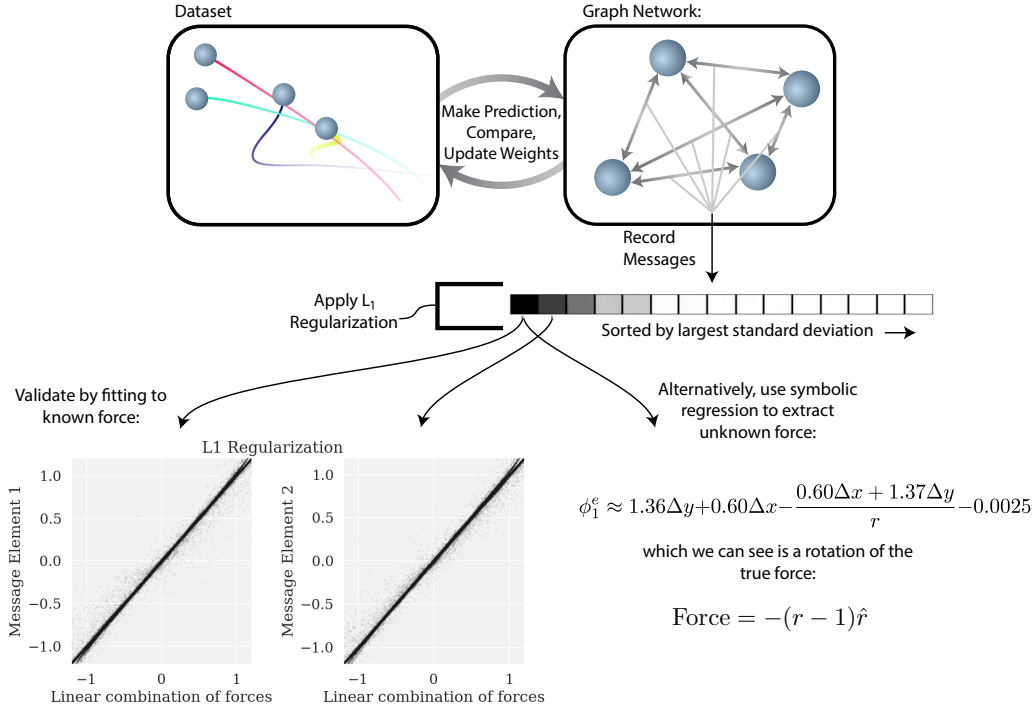 Dataset
Graph Network:
Make Prediction,
Compare,
Update Weights
Record
Messages
Apply L₁
Regularization
Sorted by largest standard deviation
Validate by fitting to
known force:
Alternatively, use symbolic
regression to extract
unknown force:
L1 Regularization
Message Element 1
1.0
0.5
0.0
−0.5
−1.0
−1
0
1
Linear combination of forces
Message Element 2
1.0
0.5
0.0
−0.5
−1.0
−1
0
1
Linear combination of forces
ϕ₁ᵉ ≈ 1.36Δy+0.60Δx−(0.60Δx + 1.37Δy)/r−0.0025
which we can see is a rotation of the
true force:
Force = −(r − 1)r̂